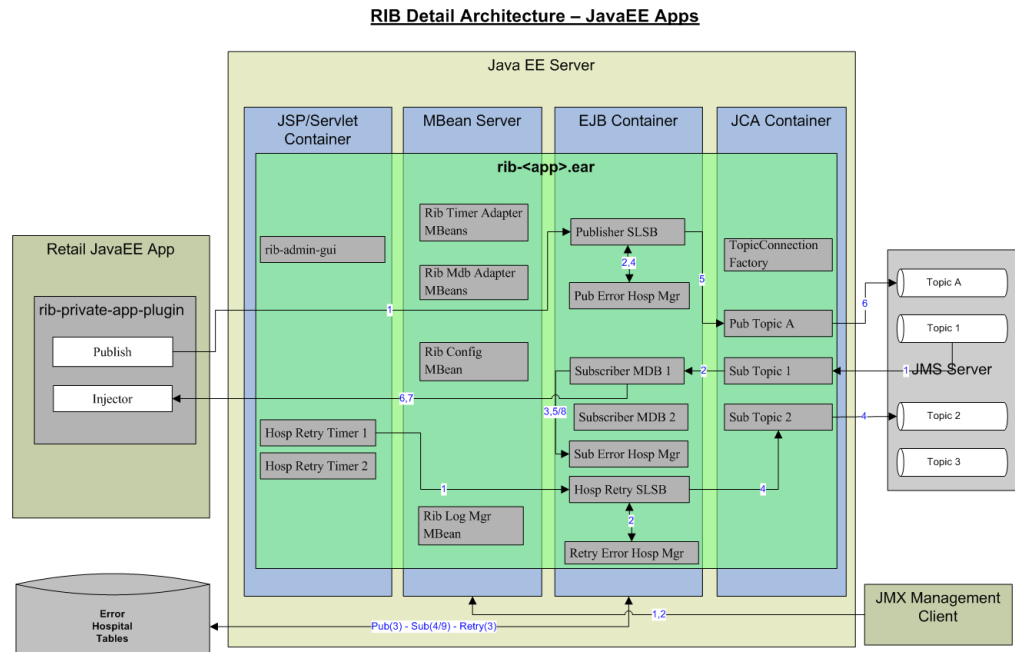 RIB Detail Architecture – JavaEE Apps
Java EE Server
JSP/Servlet
Container
MBean Server
EJB Container
JCA Container
rib-<app>.ear
Retail JavaEE App
rib-private-app-plugin
Publish
Injector
rib-admin-gui
Hosp Retry Timer 1
Hosp Retry Timer 2
Rib Timer Adapter
MBeans
Rib Mdb Adapter
MBeans
Rib Config
MBean
Rib Log Mgr
MBean
Publisher SLSB
2,4
Pub Error Hosp Mgr
Subscriber MDB 1
Subscriber MDB 2
Sub Error Hosp Mgr
Hosp Retry SLSB
2
Retry Error Hosp Mgr
TopicConnection
Factory
Pub Topic A
Sub Topic 1
Sub Topic 2
JMS Server
Topic A
Topic 1
Topic 2
Topic 3
1
5
6
1
2
6,7
3,5/8
4
1
4
Error
Hospital
Tables
Pub(3) - Sub(4/9) - Retry(3)
1,2
JMX Management
Client